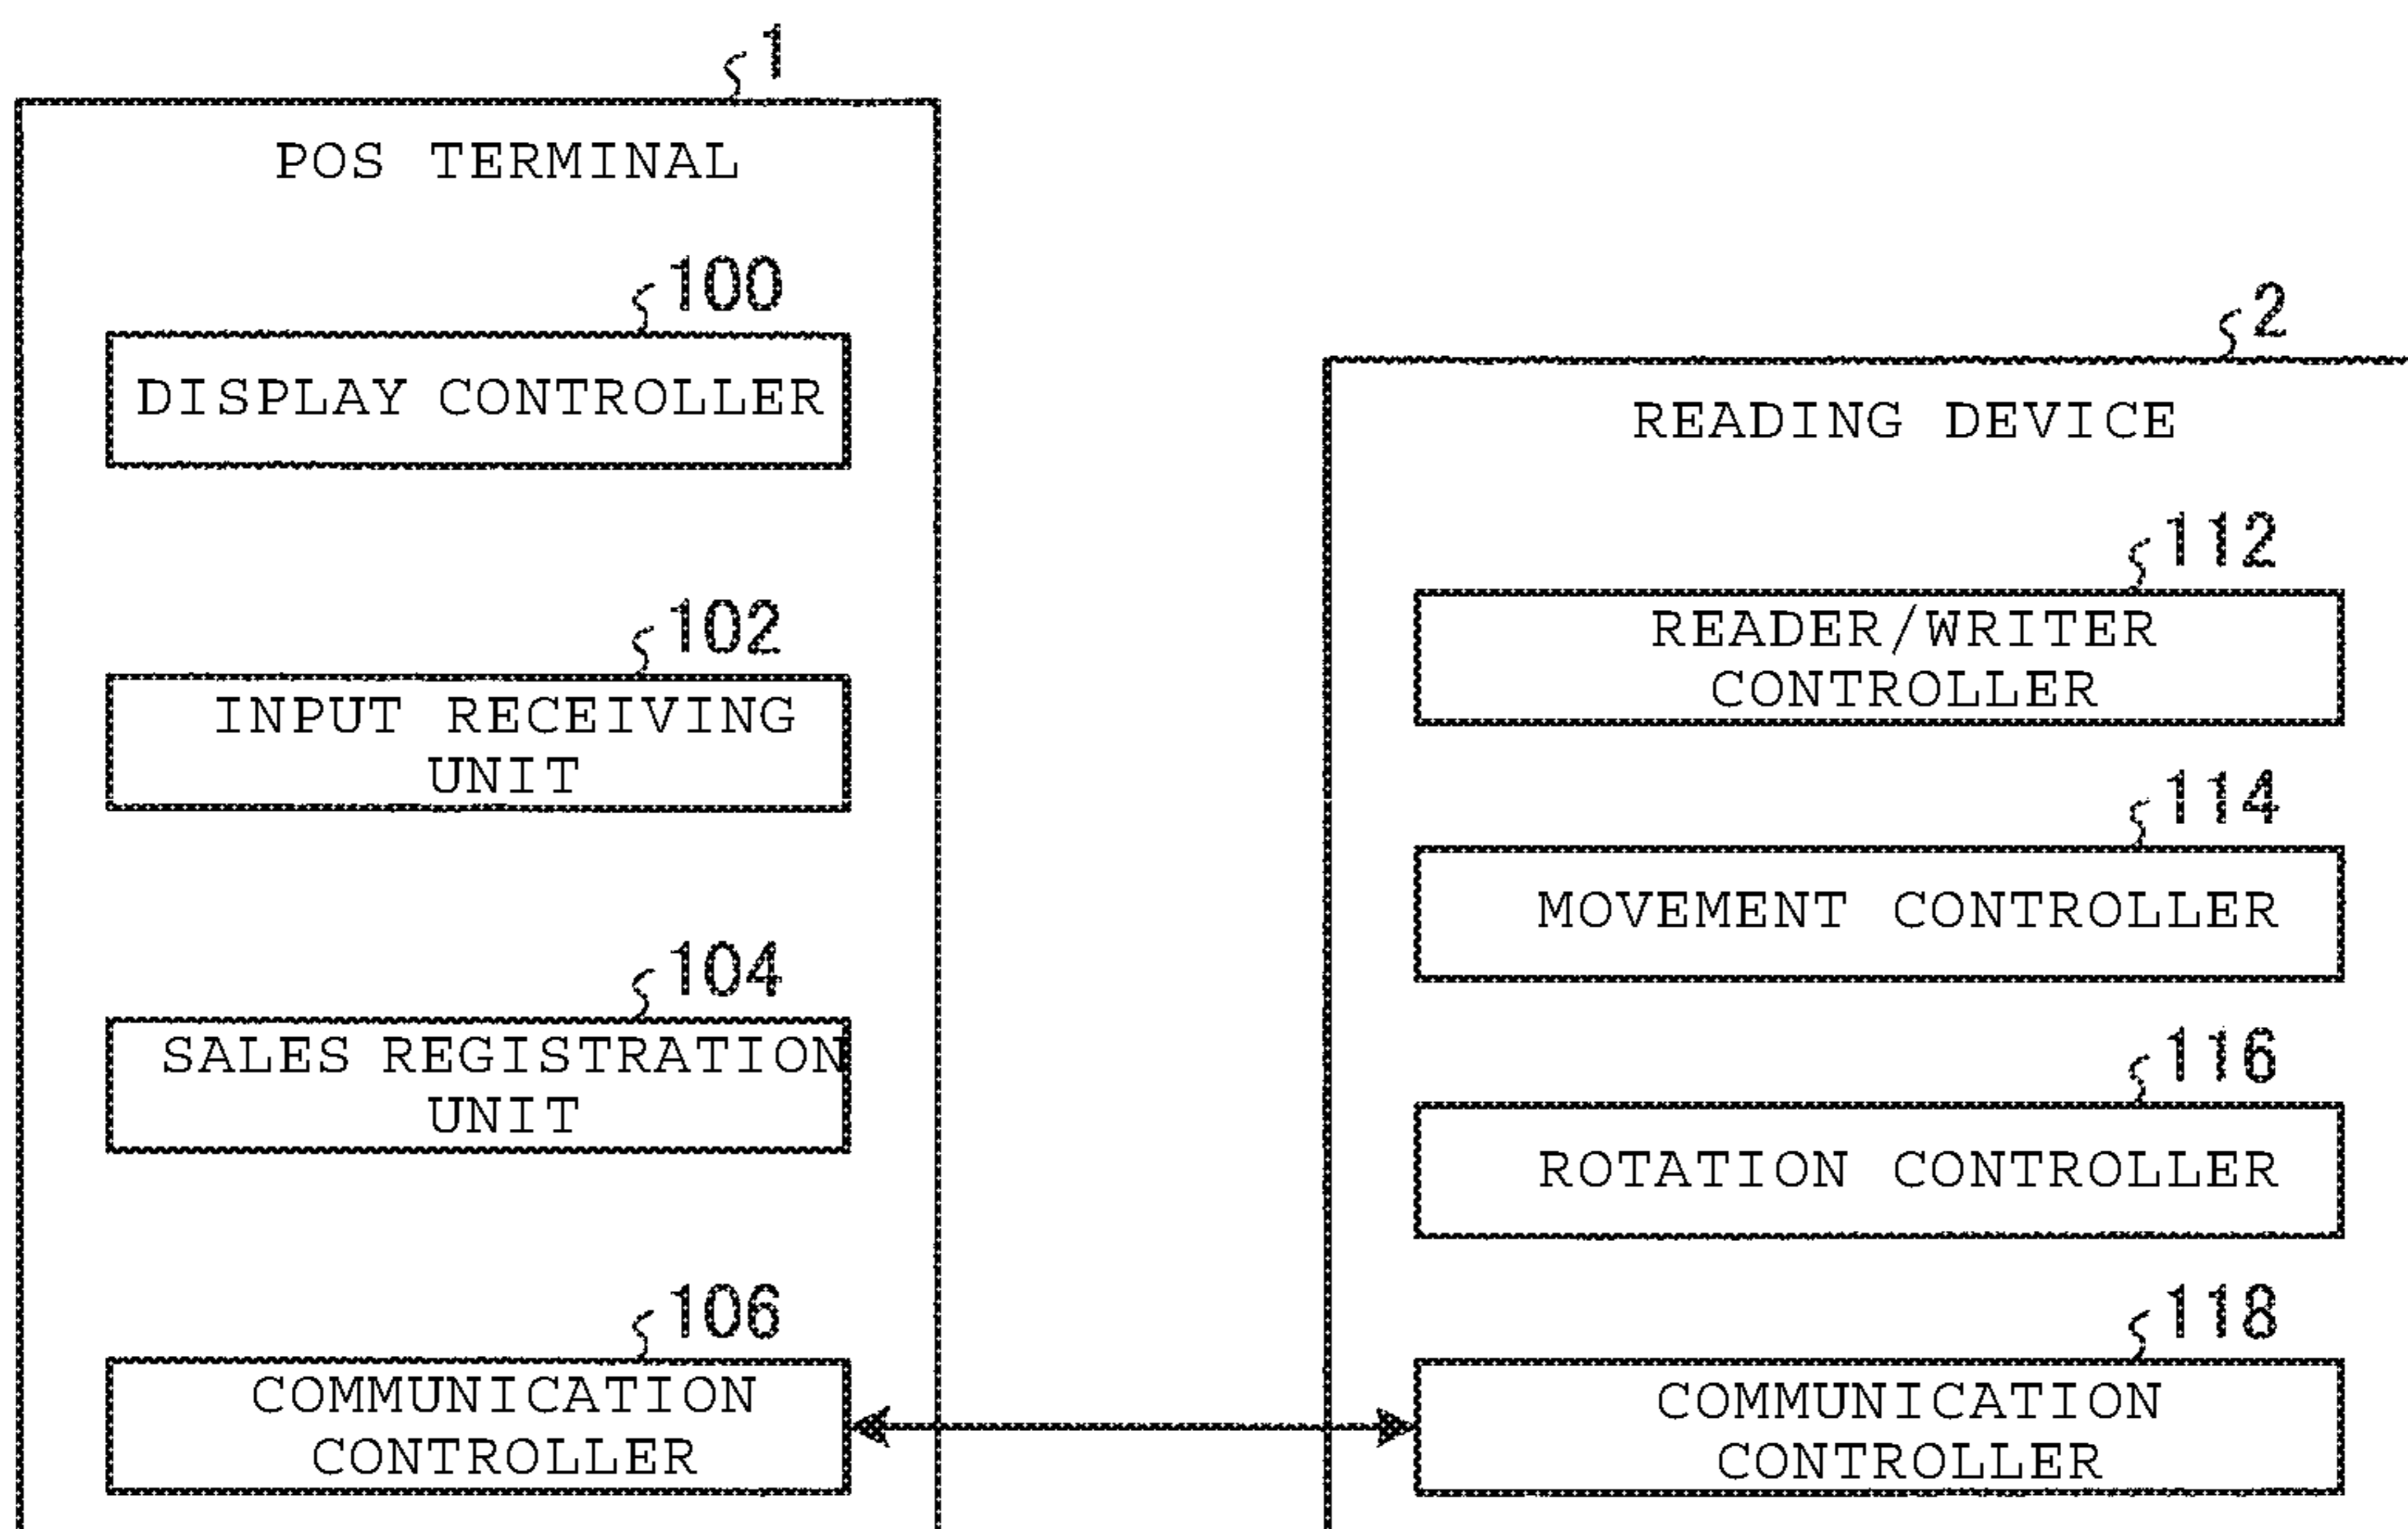 1
POS TERMINAL
100
DISPLAY CONTROLLER
102
INPUT RECEIVING
UNIT
104
SALES REGISTRATION
UNIT
106
COMMUNICATION
CONTROLLER
2
READING DEVICE
112
READER/WRITER
CONTROLLER
114
MOVEMENT CONTROLLER
116
ROTATION CONTROLLER
118
COMMUNICATION
CONTROLLER